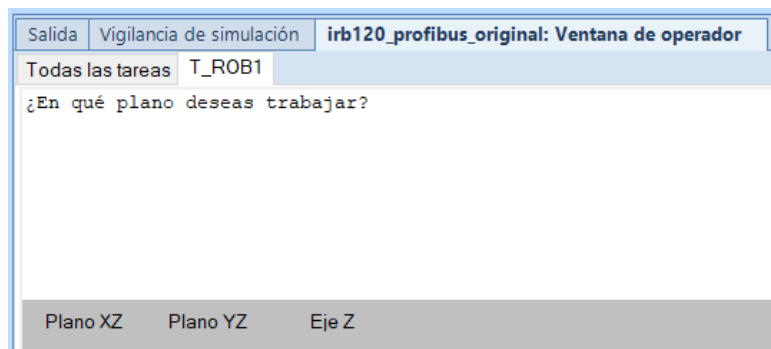 Salida Vigilancia de simulación irb120_profibus_original: Ventana de operador
Todas las tareas T_ROB1
¿En qué plano deseas trabajar?
Plano XZ Plano YZ Eje Z